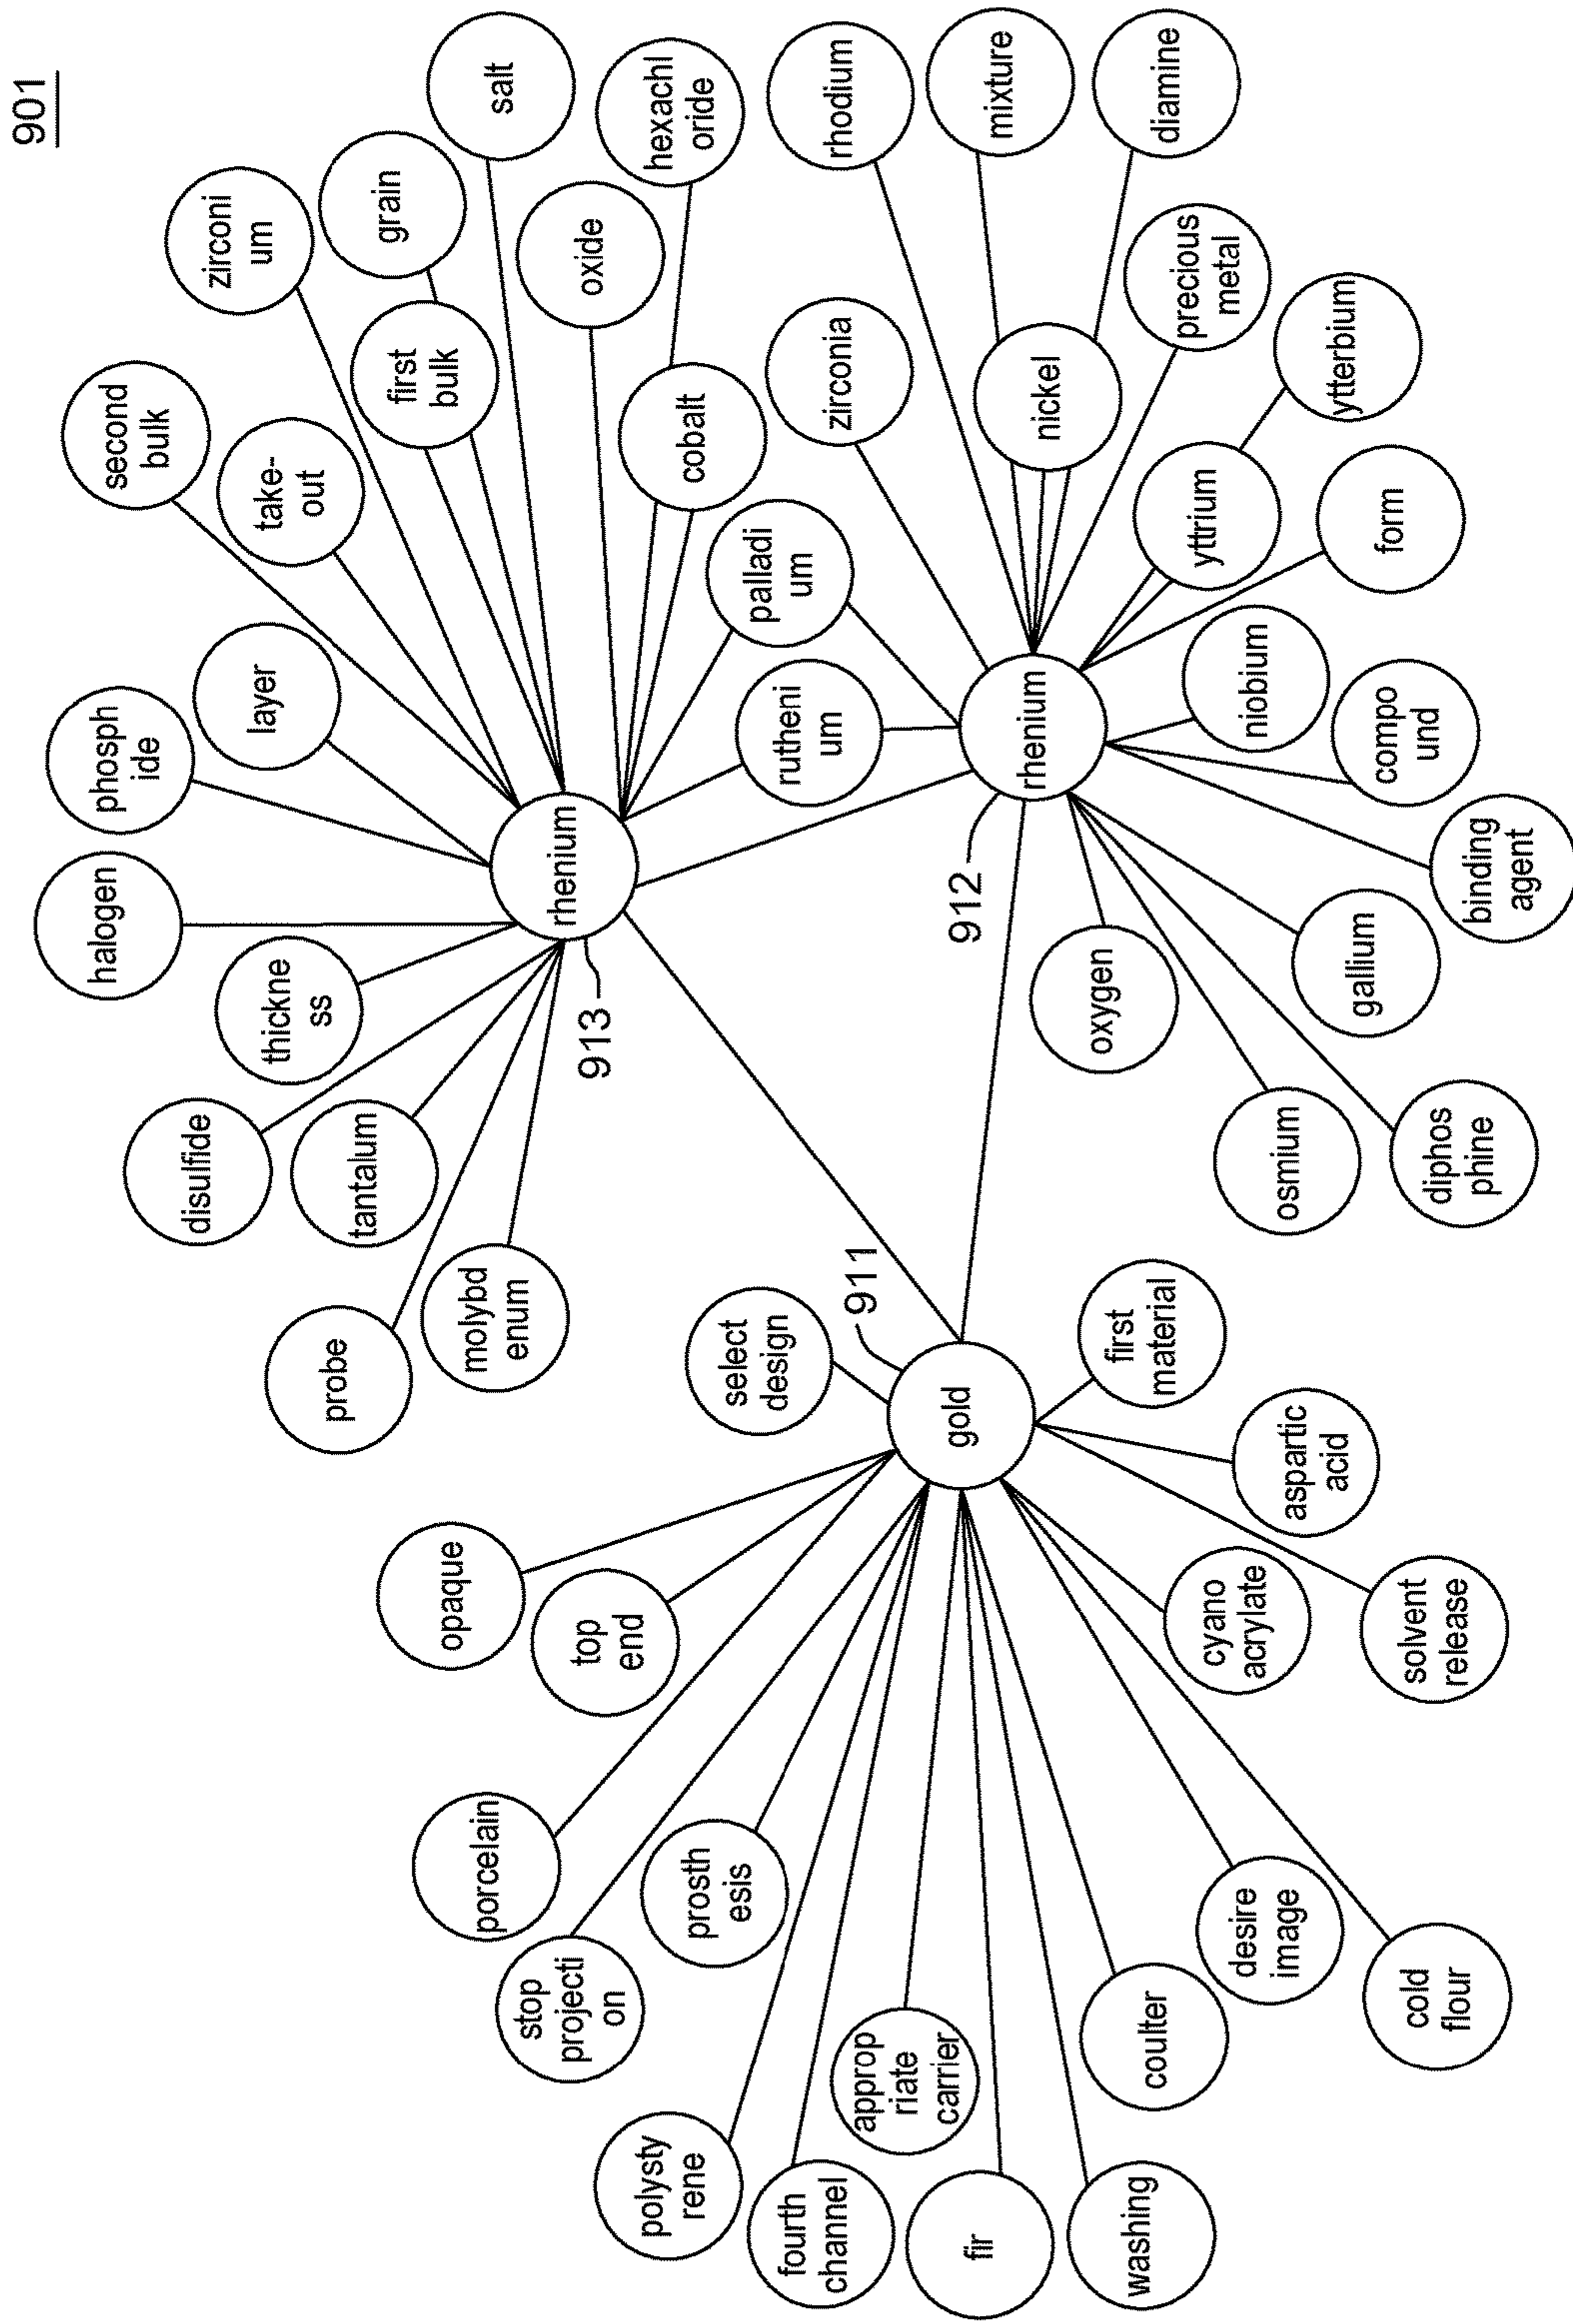 901
halogen
phosph
ide
second
bulk
zirconi
um
disulfide
thickne
ss
layer
take-
out
grain
probe
tantalum
first
bulk
salt
molybd
enum
rhenium
913
oxide
hexachl
oride
cobalt
palladi
um
rutheni
um
zirconia
rhodium
912
rhenium
nickel
mixture
diamine
precious
metal
yttrium
ytterbium
niobium
form
oxygen
compo
und
osmium
gallium
binding
agent
diphos
phine
opaque
porcelain
top
end
stop
projecti
on
select
design
911
gold
prosth
esis
polysty
rene
fourth
channel
approp
riate
carrier
fir
first
material
washing
coulter
cyano
acrylate
aspartic
acid
desire
image
cold
flour
solvent
release